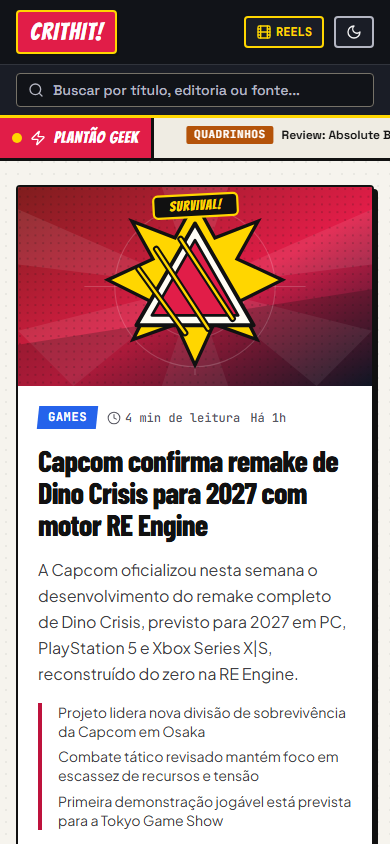 CRITHIT!
REELS
Buscar por título, editoria ou fonte...
PLANTÃO GEEK
QUADRINHOS
Review: Absolute B
SURVIVAL!
GAMES
4 min de leitura
Há 1h
Capcom confirma remake de
Dino Crisis para 2027 com
motor RE Engine
A Capcom oficializou nesta semana o
desenvolvimento do remake completo
de Dino Crisis, previsto para 2027 em PC,
PlayStation 5 e Xbox Series X|S,
reconstruído do zero na RE Engine.
Projeto lidera nova divisão de sobrevivência
da Capcom em Osaka
Combate tático revisado mantém foco em
escassez de recursos e tensão
Primeira demonstração jogável está prevista
para a Tokyo Game Show